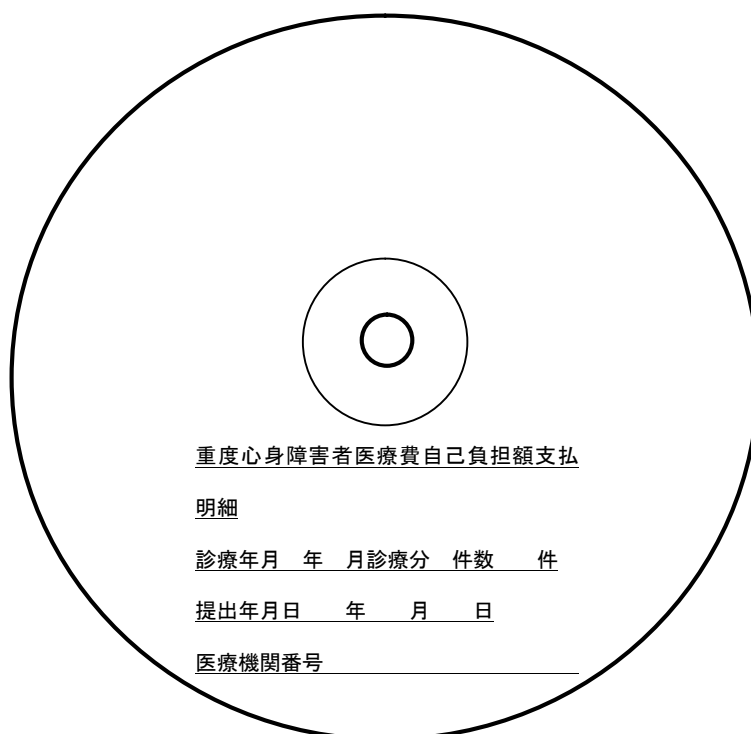 重度心身障害者医療費自己負担額支払
明細
診療年月　年　月診療分　件数　　件
提出年月日　　年　　月　　日
医療機関番号